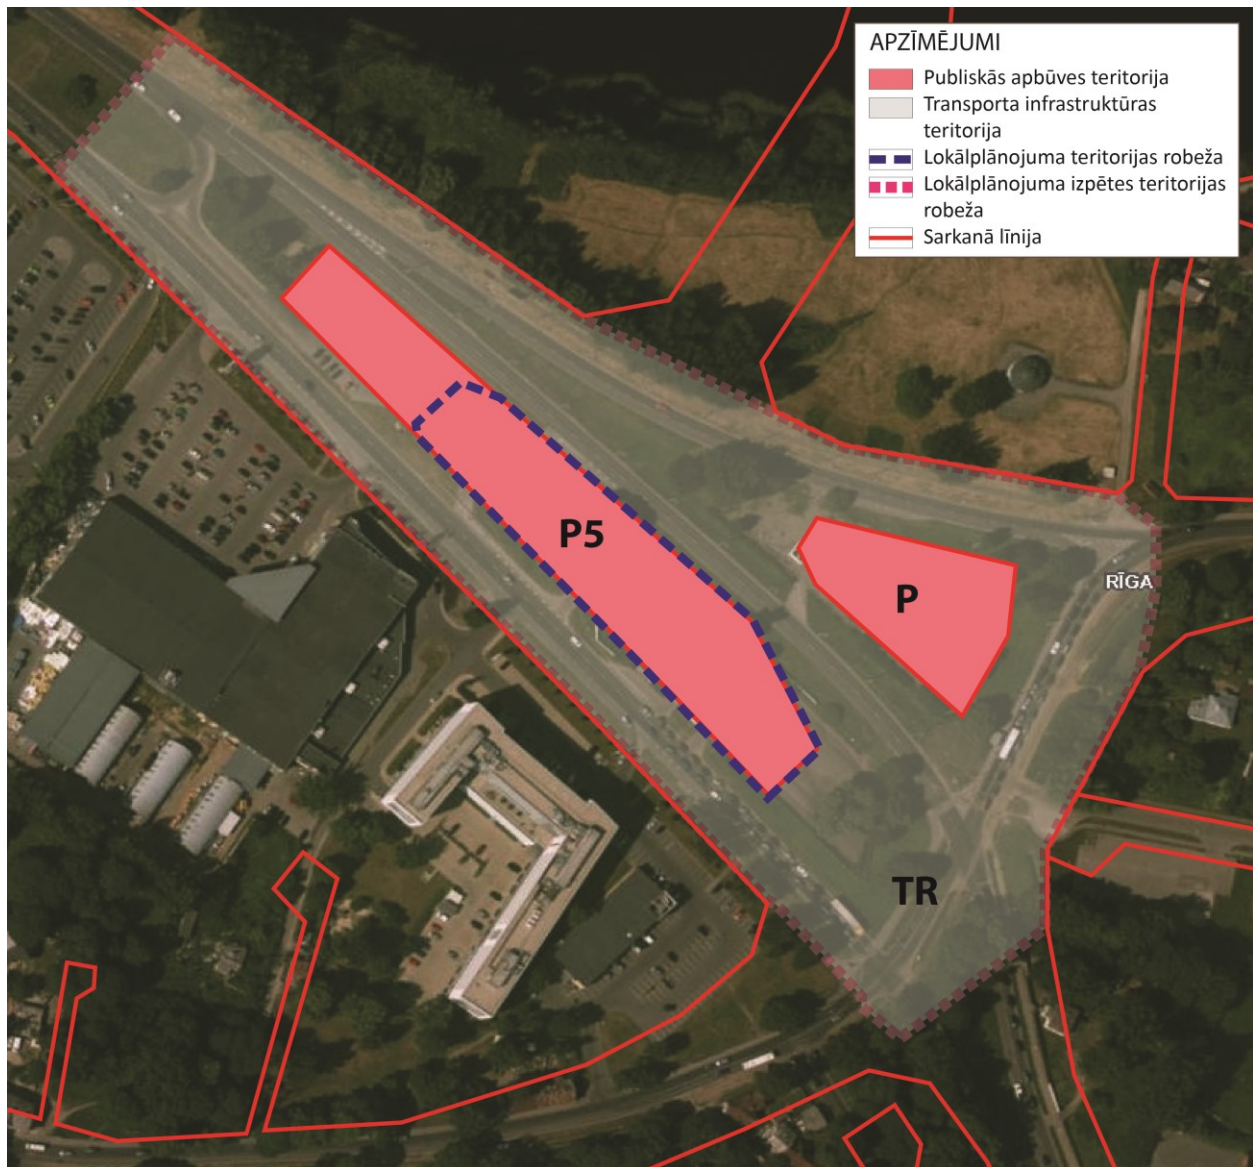 APZĪMĒJUMI
Publiskās apbūves teritorija
Transporta infrastruktūras
teritorija
Lokālplānojuma teritorijas robeža
Lokālplānojuma izpētes teritorijas
robeža
Sarkanā līnija
P5
P
RĪGA
TR